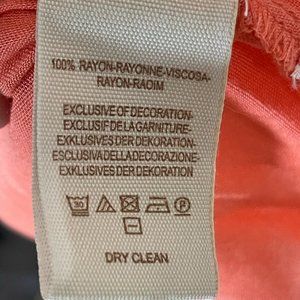 100% RAYON-RAYONNE-VISCOSA-
RAYON-RAOIM
EXCLUSIVE OF DECORATION-
EXCLUSIF DE LA GARNITURE-
EXKLUSIVES DER DEKORATION-
ESCLUSIVA DELLA DECORAZIONE-
EXKLUSIVES DER DEKORATION
30 P
DRY CLEAN